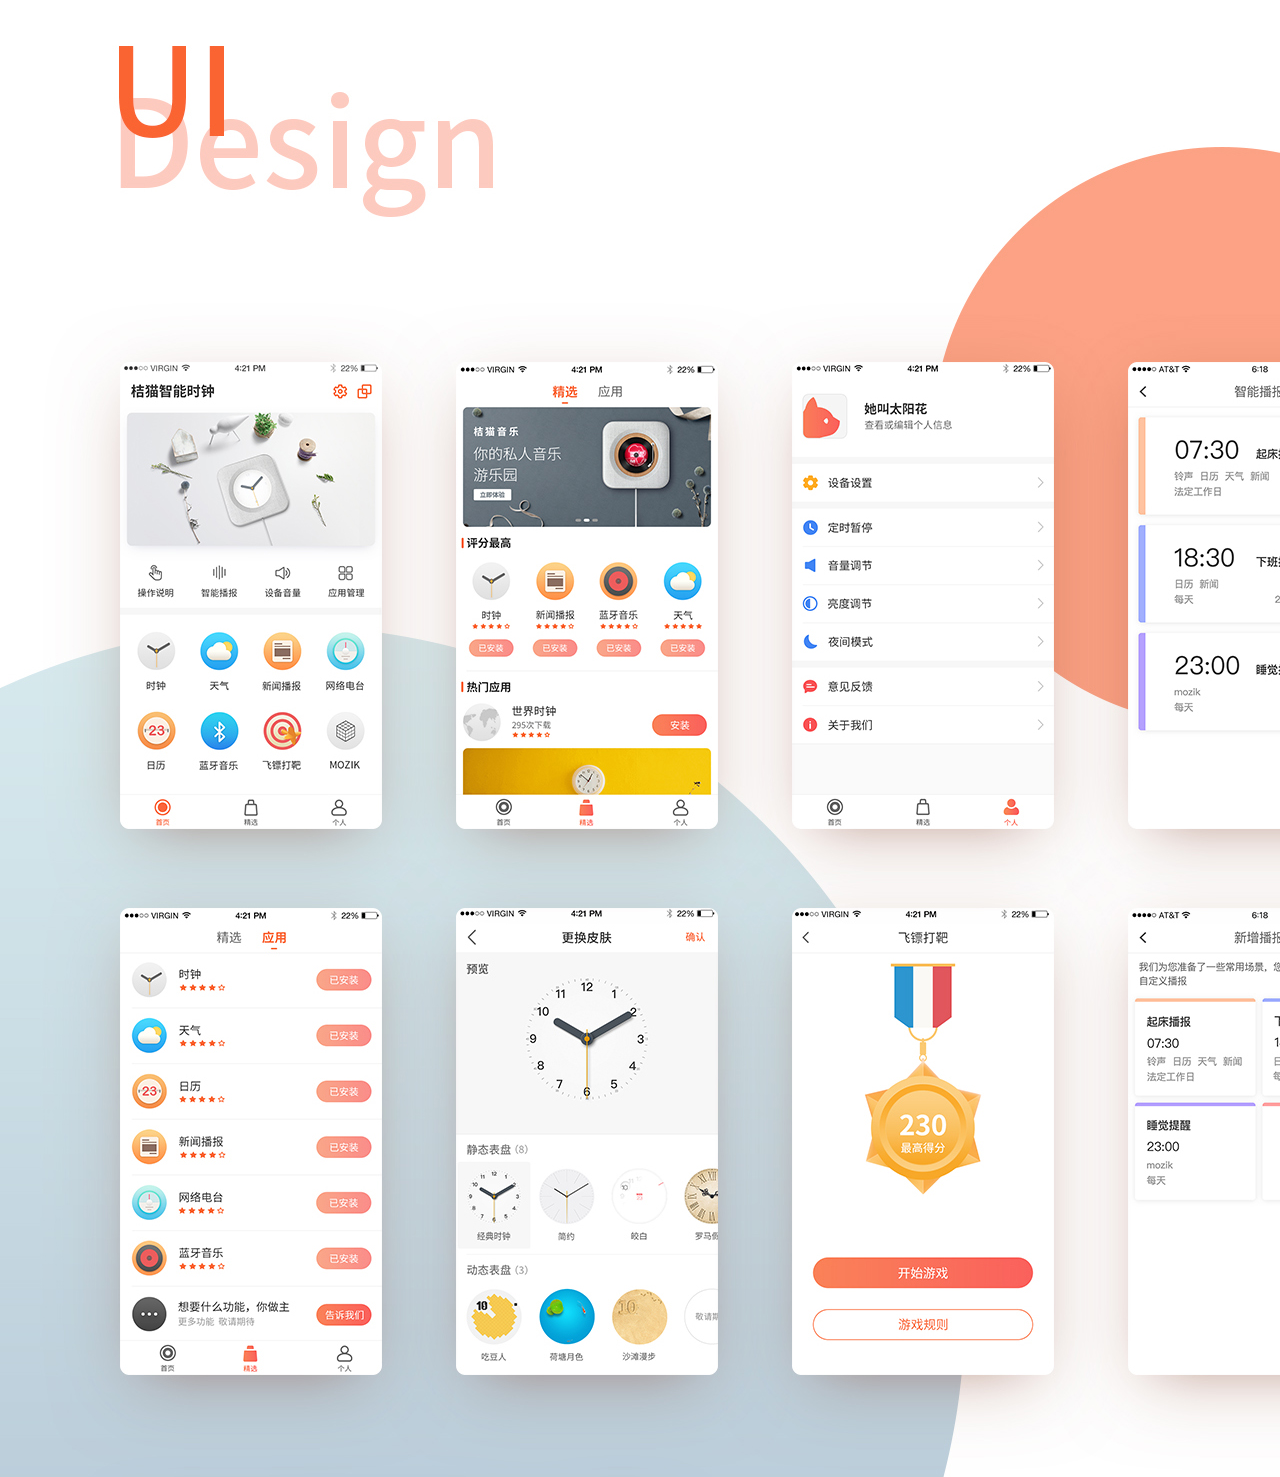 UI
Design
VIRGIN 4:21 PM 22%
桔猫智能时钟
操作说明 智能播报 设备音量 应用管理
时钟 天气 新闻播报 网络电台
23
日历 蓝牙音乐 飞镖打靶 MOZIK
首页 精选 个人
VIRGIN 4:21 PM 22%
精选 应用
桔猫音乐
你的私人音乐
游乐园
立即体验
评分最高
时钟 新闻播报 蓝牙音乐 天气
已安装 已安装 已安装 已安装
热门应用
世界时钟
295次下载
安装
首页 精选 个人
VIRGIN 4:21 PM 22%
她叫太阳花
查看或编辑个人信息
设备设置
定时暂停
音量调节
亮度调节
夜间模式
意见反馈
关于我们
首页 精选 个人
AT&T 6:18
智能播报
07:30 起床
铃声 日历 天气 新闻
法定工作日
18:30 下班
日历 新闻
每天 2
23:00 睡觉
mozik
每天
VIRGIN 4:21 PM 22%
精选 应用
时钟 已安装
天气 已安装
23
日历 已安装
新闻播报 已安装
网络电台 已安装
蓝牙音乐 已安装
想要什么功能，你做主
更多功能 敬请期待
告诉我们
首页 精选 个人
VIRGIN 4:21 PM 22%
更换皮肤 确认
预览
12
11 1
10 2
9 3
8 4
7 5
6
静态表盘 (8)
经典时钟 简约 皎白 罗马
动态表盘 (3)
10
敬请
吃豆人 荷塘月色 沙滩漫步
VIRGIN 4:21 PM 22%
飞镖打靶
230
最高得分
开始游戏
游戏规则
AT&T 6:18
新增播报
我们为您准备了一些常用场景，您
自定义播报
起床播报
07:30
铃声 日历 天气 新闻
法定工作日
睡觉提醒
23:00
mozik
每天